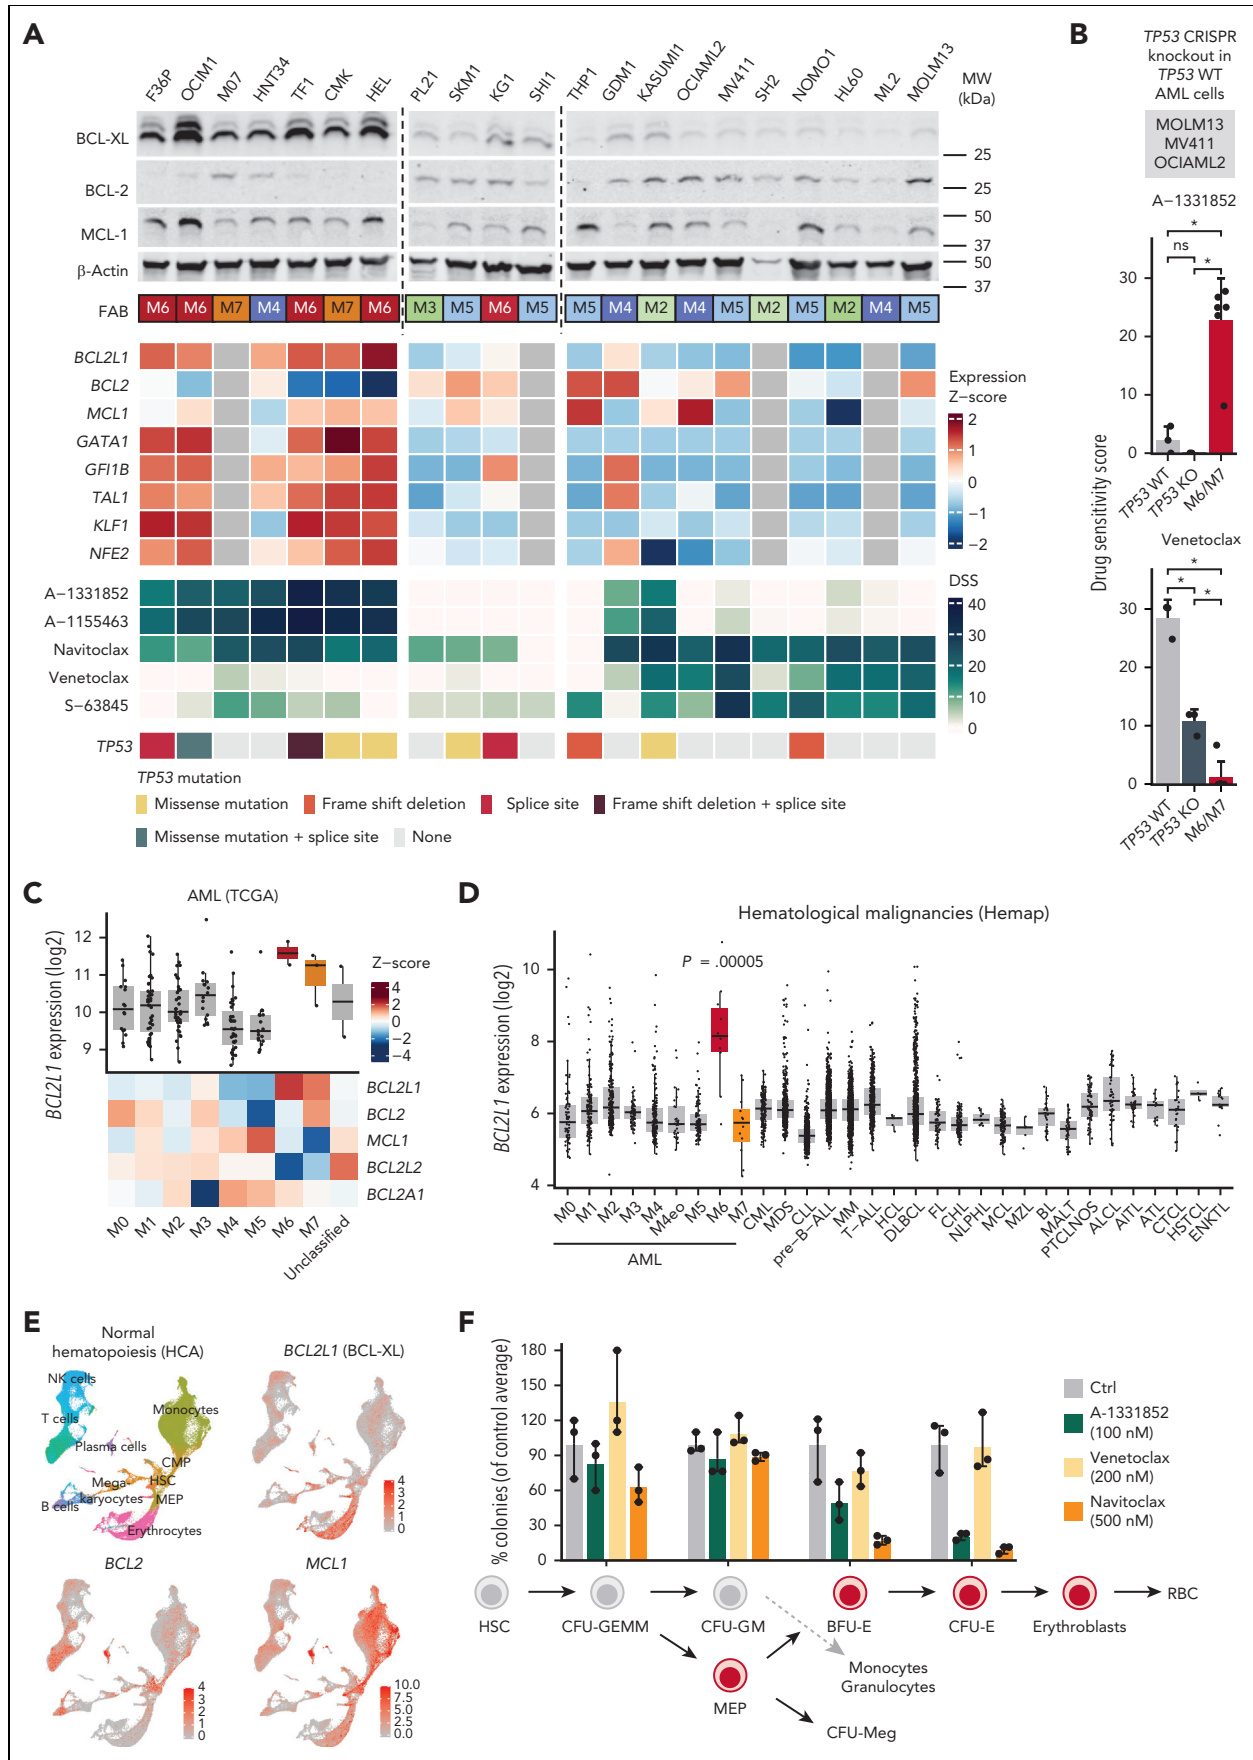 A
F36P OCIM1 M07 HNT34 TF1 CMK HEL PL21 SKM1 KG1 SHI1 THP1 GDM1 KASUMI1 OCIAML2 MV411 SH2 NOMO1 HL60 ML2 MOLM13
MW
(kDa)
BCL-XL
25
BCL-2
25
MCL-1
50
37
β-Actin
50
37
FAB
M6 M6 M7 M4 M6 M7 M6 M3 M5 M6 M5 M5 M4 M2 M4 M5 M2 M5 M2 M4 M5
BCL2L1
BCL2
MCL1
GATA1
GFI1B
TAL1
KLF1
NFE2
Expression
Z-score
2
1
0
−1
−2
A−1331852
A−1155463
Navitoclax
Venetoclax
S−63845
DSS
40
30
20
10
0
TP53
TP53 mutation
Missense mutation
Frame shift deletion
Splice site
Frame shift deletion + splice site
Missense mutation + splice site
None
B
TP53 CRISPR
knockout in
TP53 WT
AML cells
MOLM13
MV411
OCIAML2
A−1331852
*
ns
*
30
20
10
0
TP53 WT
TP53 KO
M6/M7
Venetoclax
*
*
*
30
20
10
0
TP53 WT
TP53 KO
M6/M7
Drug sensitivity score
C
AML (TCGA)
BCL2L1 expression (log2)
12
11
10
9
Z−score
4
2
0
−2
−4
BCL2L1
BCL2
MCL1
BCL2L2
BCL2A1
M0 M1 M2 M3 M4 M5 M6 M7 Unclassified
D
Hematological malignancies (Hemap)
P = .00005
BCL2L1 expression (log2)
10
8
6
4
M0 M1 M2 M3 M4 M4eo M5 M6 M7 CML MDS CLL pre−B−ALL MM T−ALL HCL DLBCL FL CHL NLPHL MCL MZL BL MALT PTCLNOS ALCL AITL ATL CTCL HSTCL ENKTL
AML
E
Normal
hematopoiesis (HCA)
NK cells
T cells
Monocytes
Plasma cells
CMP
HSC
Mega
karyocytes
MEP
B cells
Erythrocytes
BCL2L1 (BCL-XL)
4
3
2
1
0
BCL2
4
3
2
1
0
MCL1
10.0
7.5
5.0
2.5
0.0
F
% colonies (of control average)
180
150
120
90
60
30
0
Ctrl
A-1331852
(100 nM)
Venetoclax
(200 nM)
Navitoclax
(500 nM)
HSC
CFU-GEMM
CFU-GM
BFU-E
CFU-E
Erythroblasts
RBC
MEP
Monocytes
Granulocytes
CFU-Meg